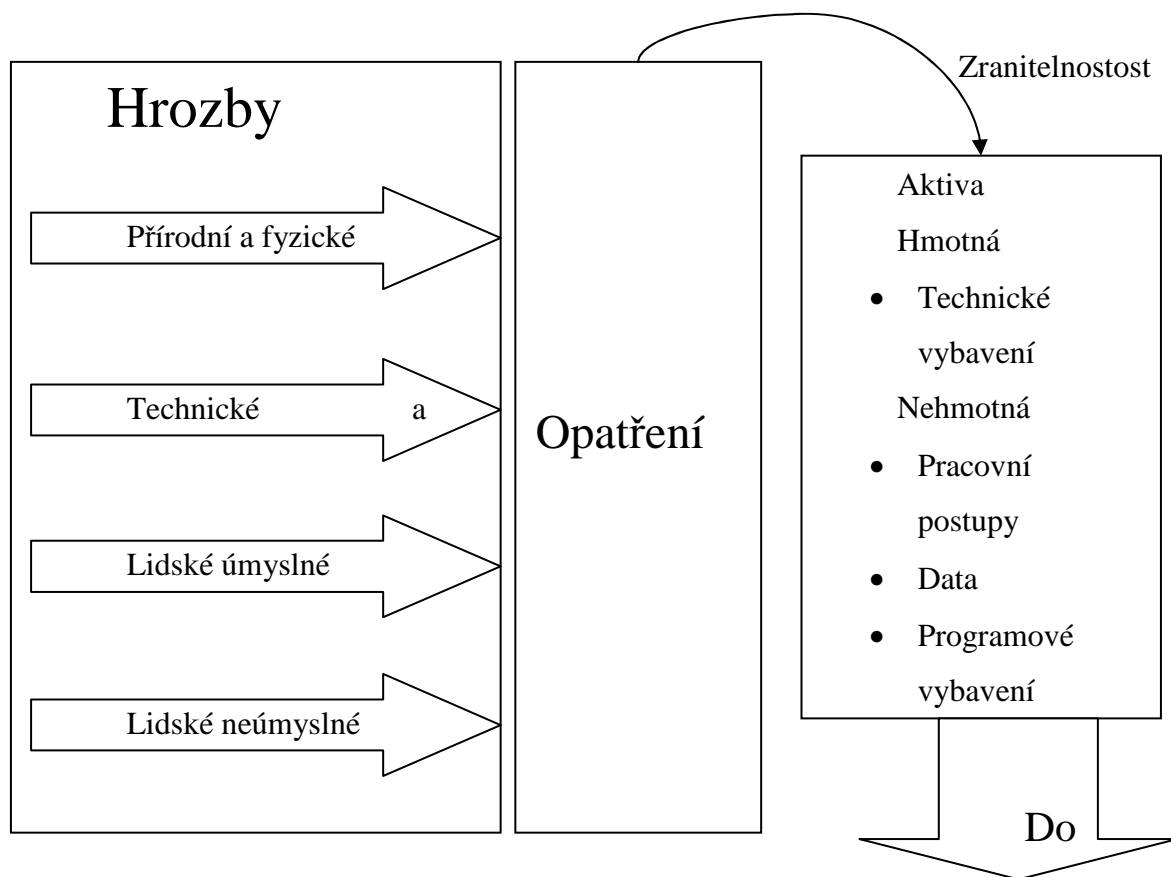 Hrozby
Přírodní a fyzické
Technické a
Lidské úmyslné
Lidské neúmyslné
Opatření
Zranitelnostost
Aktiva
Hmotná
• Technické
vybavení
Nehmotná
• Pracovní
postupy
• Data
• Programové
vybavení
Do